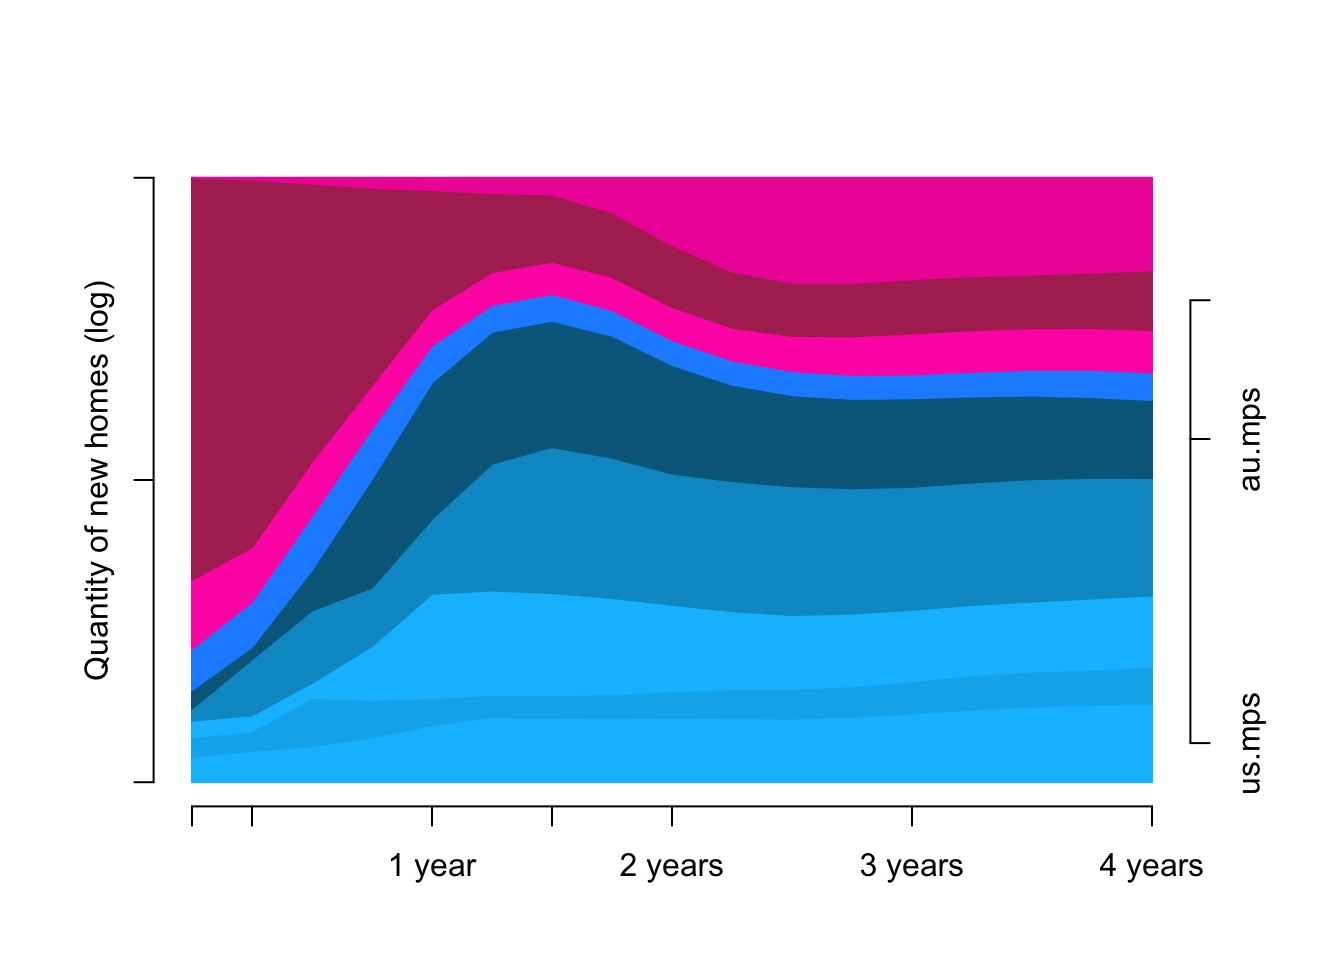 Quantity of new homes (log)
au.mps
us.mps
1 year
2 years
3 years
4 years